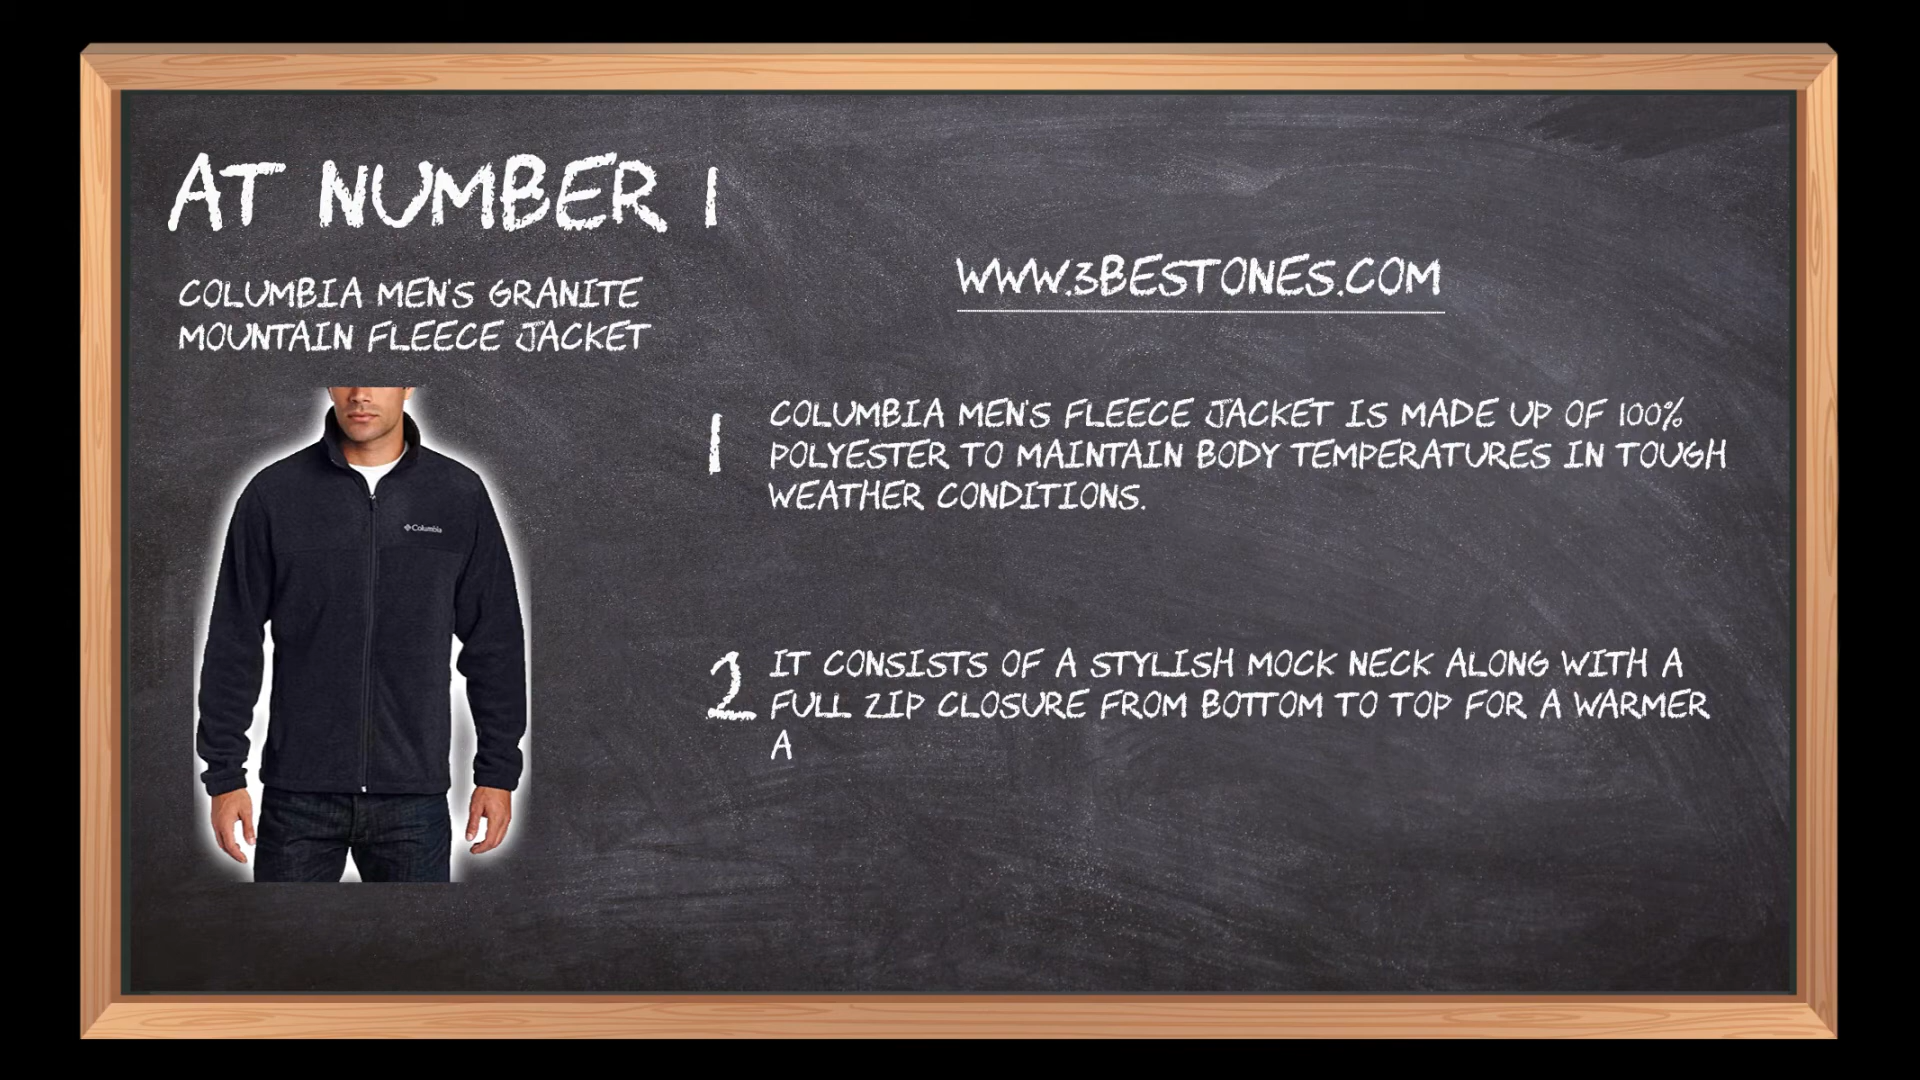 AT NUMBER 1
COLUMBIA MEN'S GRANITE
MOUNTAIN FLEECE JACKET
Columbia
WWW.3BESTONES.COM
1
COLUMBIA MEN'S FLEECE JACKET IS MADE UP OF 100%
POLYESTER TO MAINTAIN BODY TEMPERATURES IN TOUGH
WEATHER CONDITIONS.
2
IT CONSISTS OF A STYLISH MOCK NECK ALONG WITH A
FULL ZIP CLOSURE FROM BOTTOM TO TOP FOR A WARMER
A